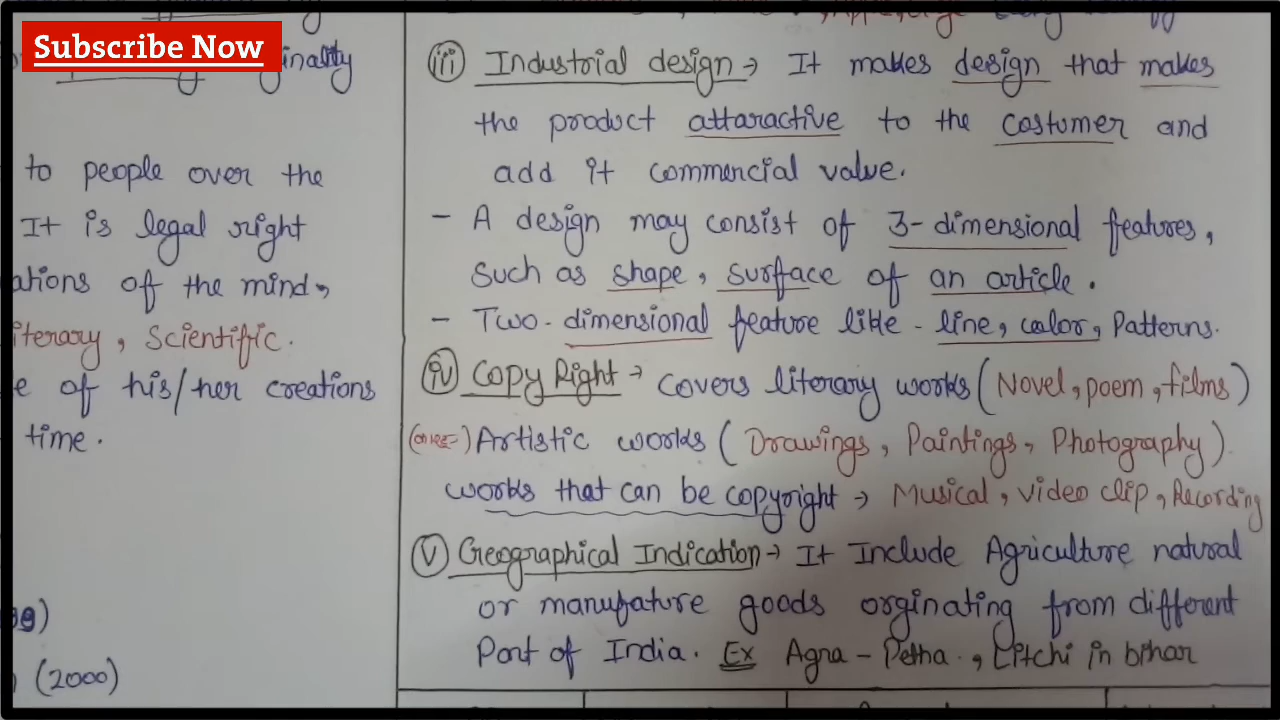 Subscribe Now
ginality
to people over the
It is legal right
ations of the mind,
iterary, Scientific.
e of his/her creations
time.
(2000)
(iii) Industrial design → It makes design that makes
the product attaractive to the costumer and
add it commercial value.
- A design may consist of 3-dimensional features,
such as shape, surface of an article.
- Two-dimensional feature like - line, color, Patterns.
(iv) Copy Right → Covers literary works (Novel, poem, films)
Artistic works (Drawings, Paintings, Photography).
works that can be copyright → Musical, video clip, Recording
(v) Geographical Indication → It Include Agriculture natural
or manufature goods orginating from different
Part of India. Ex Agra - Petha, Litchi in bihar